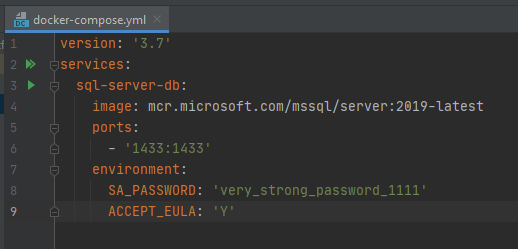 docker-compose.yml
DC
1 version: '3.7'
2 services:
3 sql-server-db:
4 image: mcr.microsoft.com/mssql/server:2019-latest
5 ports:
6 - '1433:1433'
7 environment:
8 SA_PASSWORD: 'very_strong_password_1111'
9 ACCEPT_EULA: 'Y'